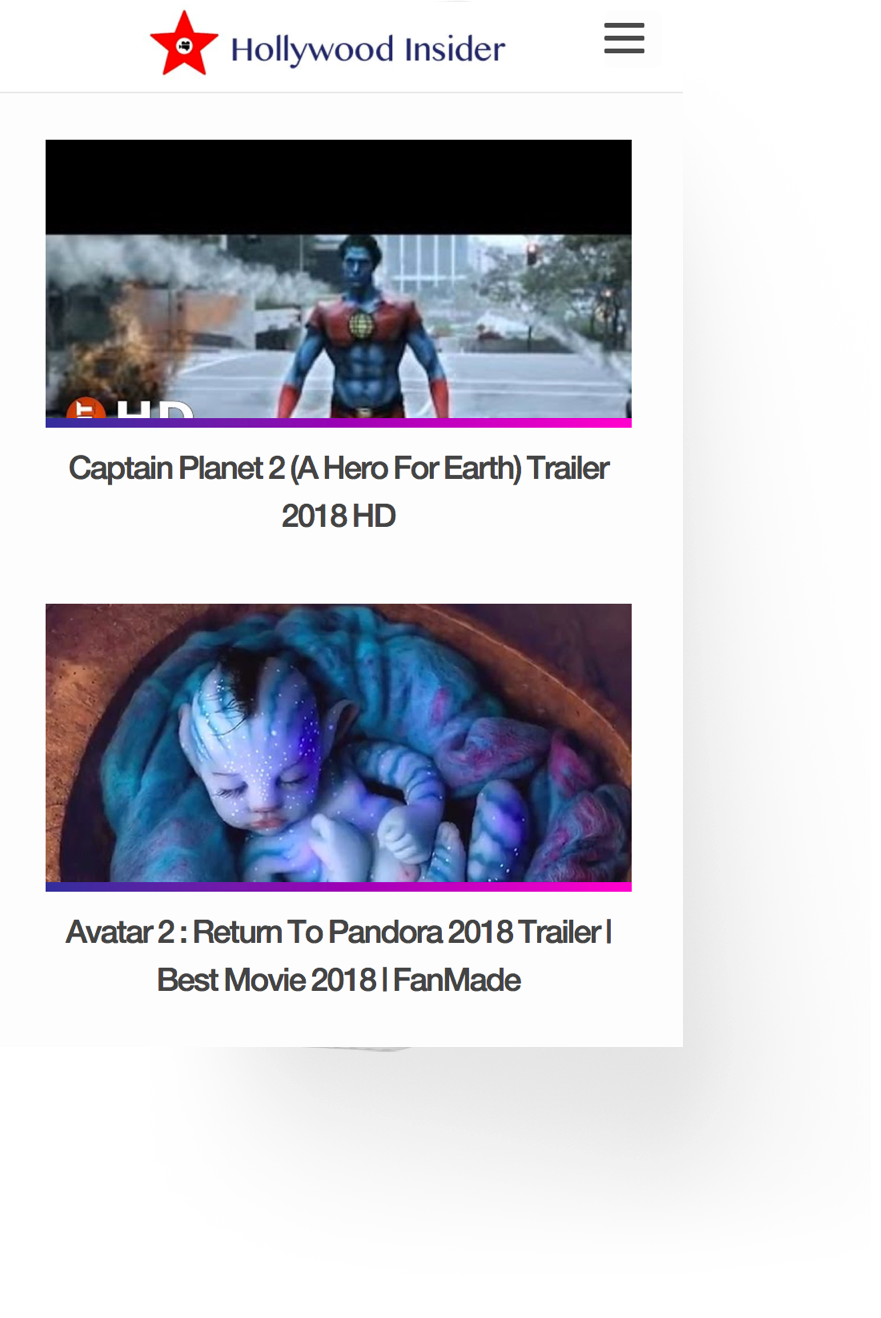 Hollywood Insider
HD
Captain Planet 2 (A Hero For Earth) Trailer
2018 HD
Avatar 2 : Return To Pandora 2018 Trailer |
Best Movie 2018 | FanMade